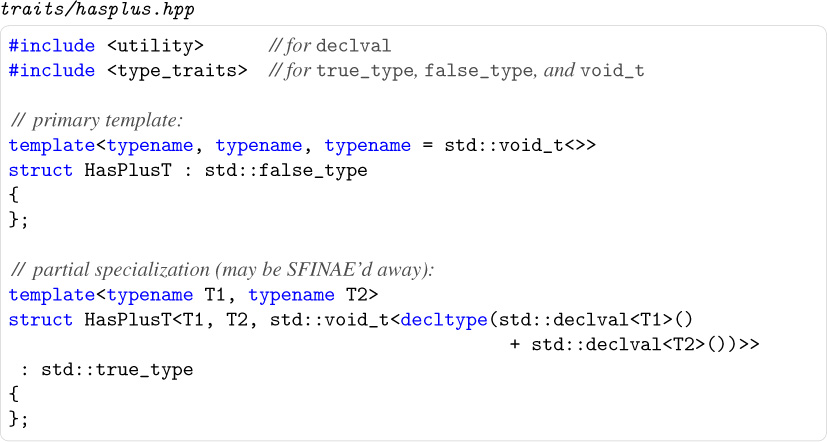 traits/hasplus.hpp
#include <utility>      // for declval
#include <type_traits>  // for true_type, false_type, and void_t

// primary template:
template<typename, typename, typename = std::void_t<>>
struct HasPlusT : std::false_type
{
};

// partial specialization (may be SFINAE'd away):
template<typename T1, typename T2>
struct HasPlusT<T1, T2, std::void_t<decltype(std::declval<T1>()
                                              + std::declval<T2>())>>
 : std::true_type
{
};